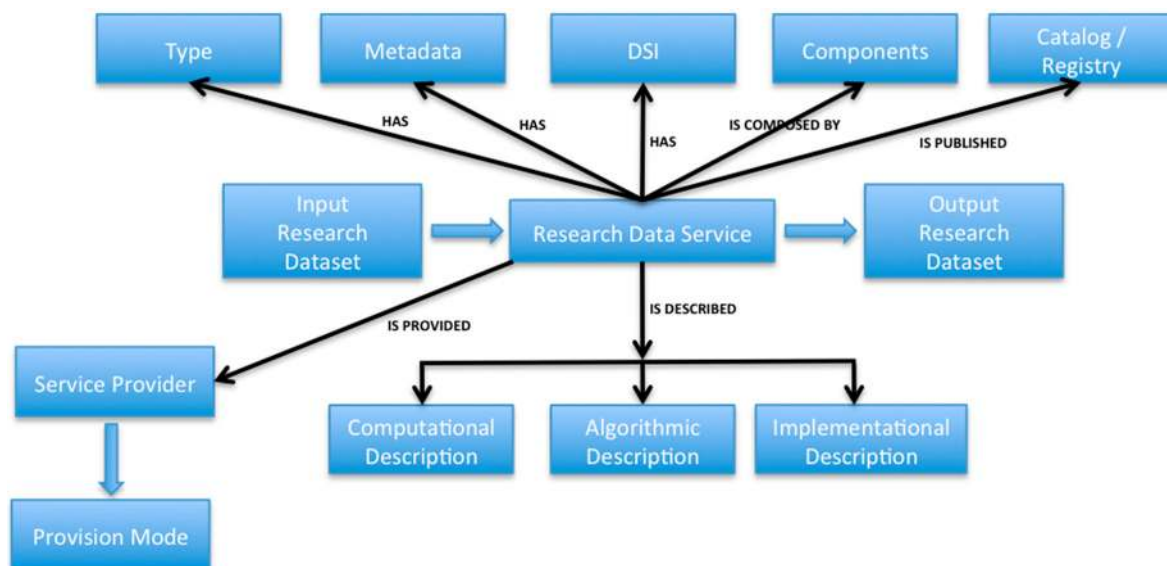 Type
Metadata
DSI
Components
Catalog /
Registry
HAS
HAS
HAS
IS COMPOSED BY
IS PUBLISHED
Input
Research
Dataset
Research Data Service
Output
Research
Dataset
IS PROVIDED
IS DESCRIBED
Service Provider
Computational
Description
Algorithmic
Description
Implementational
Description
Provision Mode